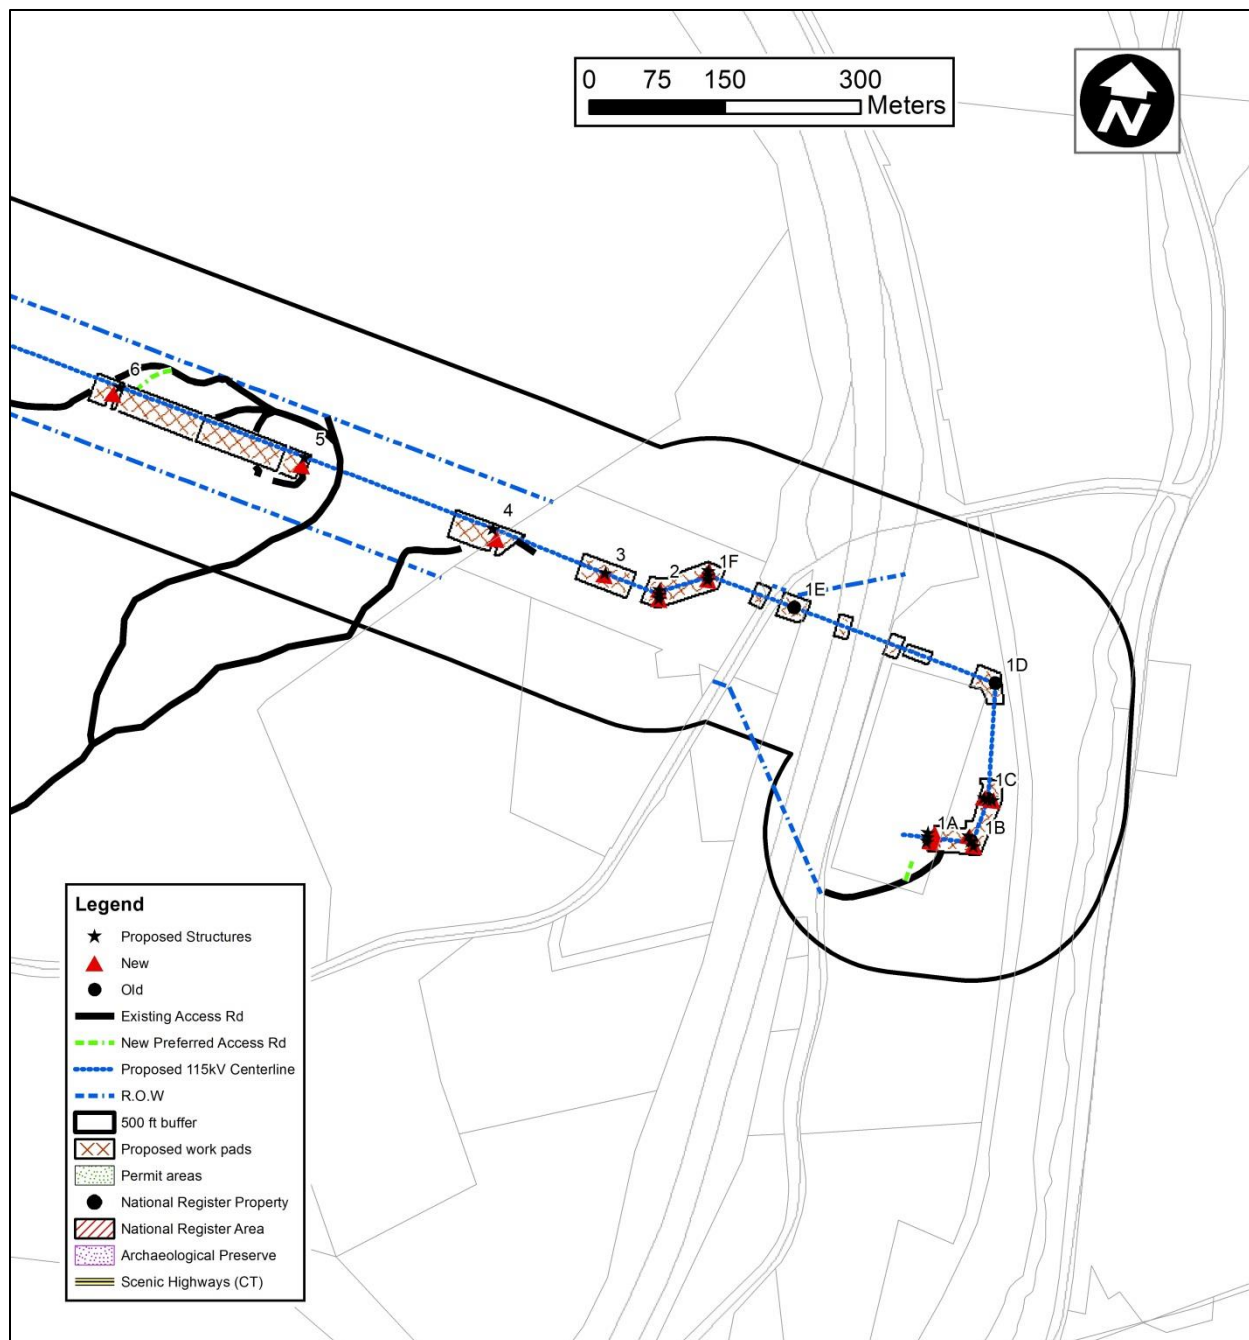 0 75 150 300
Meters
N
6
5
4
3
2
1F
1E
1D
1C
1A
1B
Legend
Proposed Structures
New
Old
Existing Access Rd
New Preferred Access Rd
Proposed 115kV Centerline
R.O.W
500 ft buffer
Proposed work pads
Permit areas
National Register Property
National Register Area
Archaeological Preserve
Scenic Highways (CT)